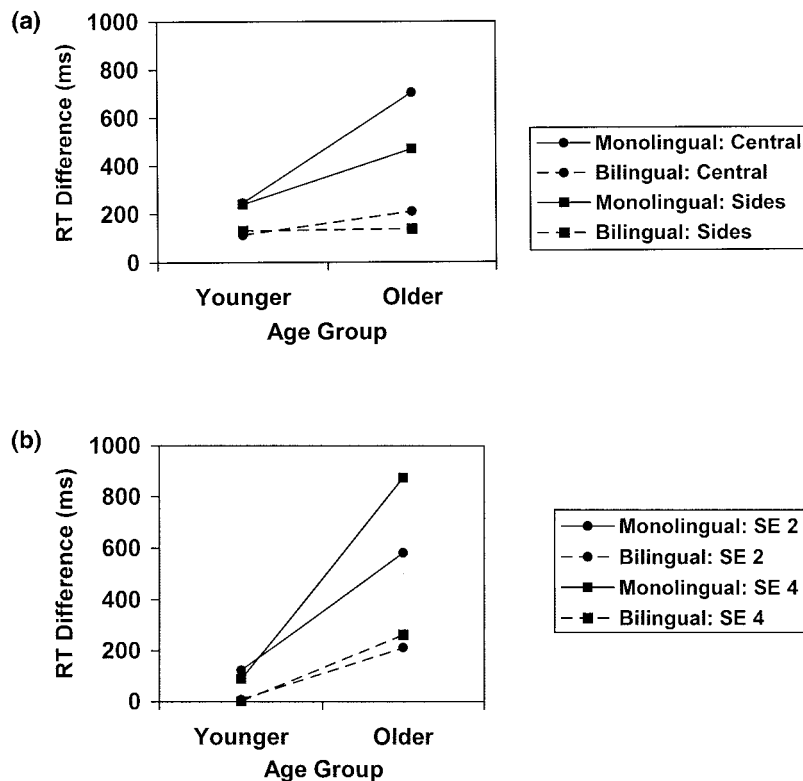 (a)
1000
800
600
400
200
0
RT Difference (ms)
Younger Older
Age Group
Monolingual: Central
Bilingual: Central
Monolingual: Sides
Bilingual: Sides
(b)
1000
800
600
400
200
0
RT Difference (ms)
Younger Older
Age Group
Monolingual: SE 2
Bilingual: SE 2
Monolingual: SE 4
Bilingual: SE 4